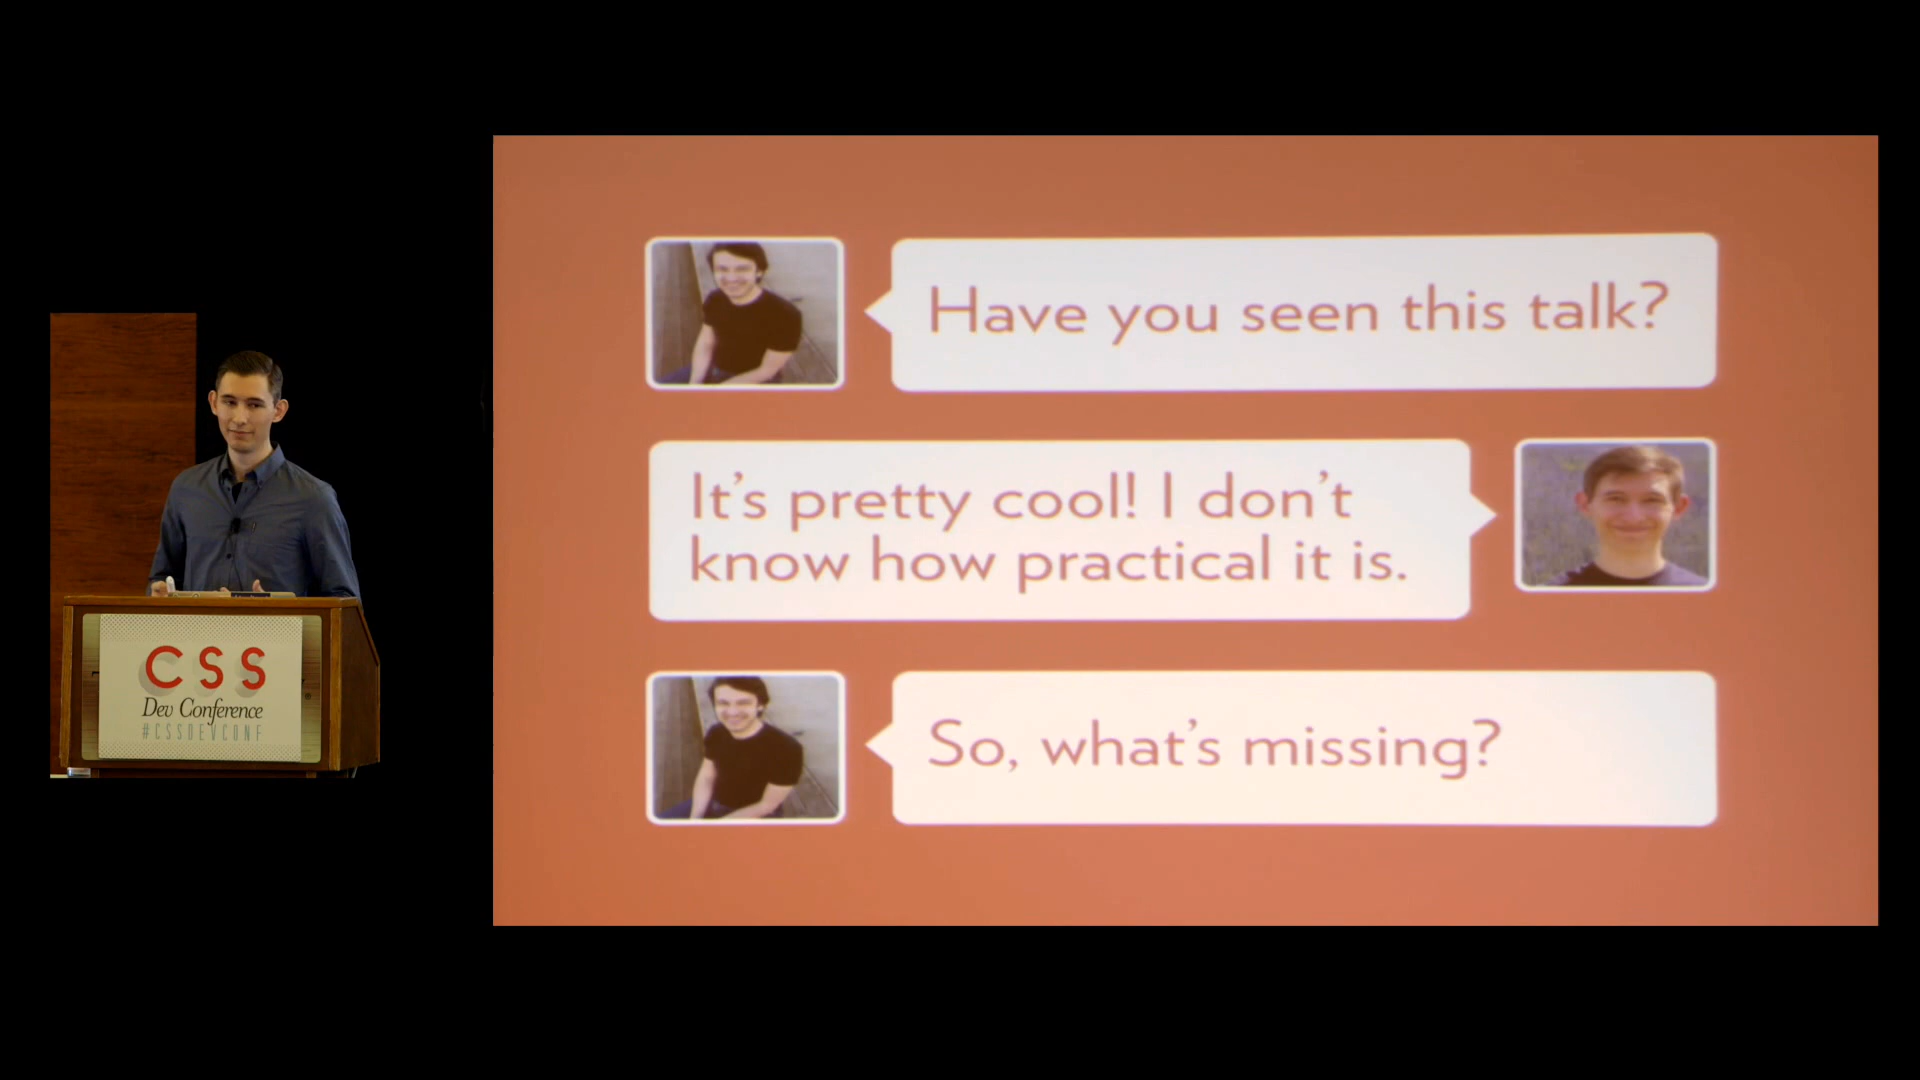 Have you seen this talk?
It's pretty cool! I don't
know how practical it is.
So, what's missing?
CSS
Dev Conference
#CSSDEVCONF